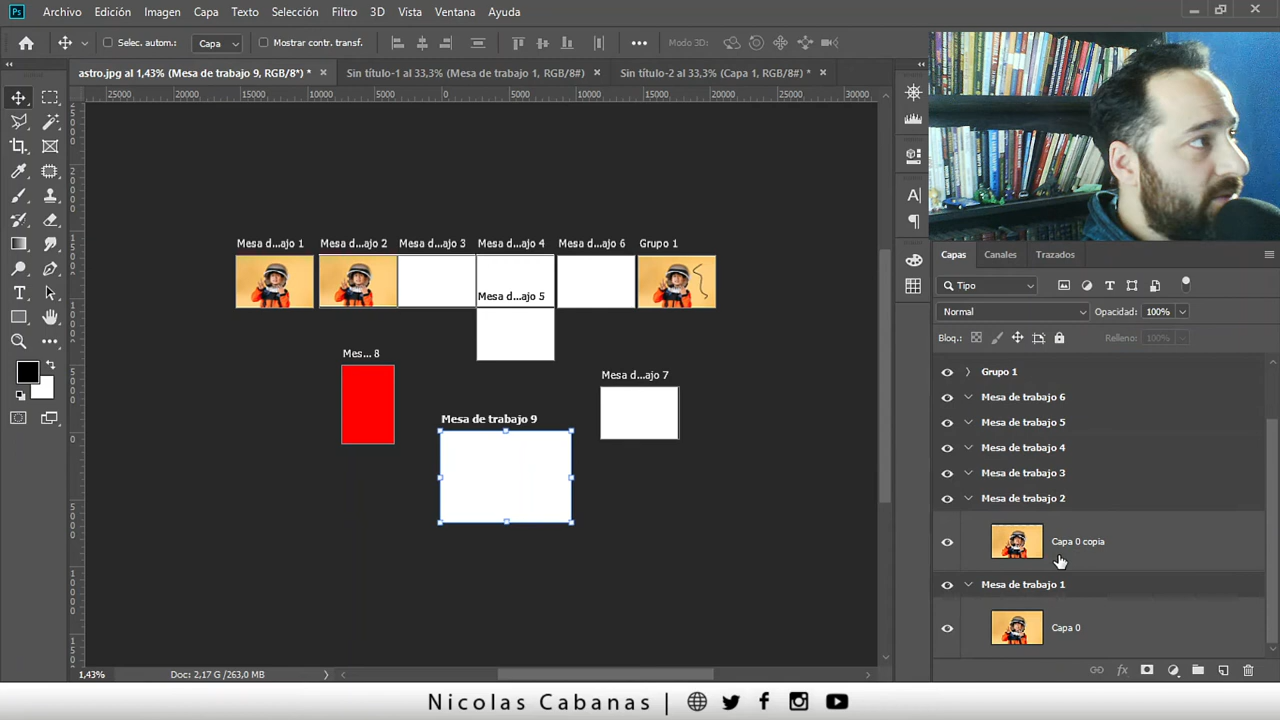 Ps Archivo Edición Imagen Capa Texto Selección Filtro 3D Vista Ventana Ayuda
Selec. autom.: Capa Mostrar contr. transf. Modo 3D:
astro.jpg al 1,43% (Mesa de trabajo 9, RGB/8*) * Sin título-1 al 33,3% (Mesa de trabajo 1, RGB/8#) Sin título-2 al 33,3% (Capa 1, RGB/8#) *
25000 20000 15000 10000 5000 0 5000 10000 15000 20000 25000 30000
Mesa d...ajo 1 Mesa d...ajo 2 Mesa d...ajo 3 Mesa d...ajo 4 Mesa d...ajo 6 Grupo 1
Mesa d...ajo 5
Mes... 8
Mesa d...ajo 7
Mesa de trabajo 9
Capas Canales Trazados
Tipo
Normal Opacidad: 100%
Bloq.: Relleno: 100%
Grupo 1
Mesa de trabajo 6
Mesa de trabajo 5
Mesa de trabajo 4
Mesa de trabajo 3
Mesa de trabajo 2
Capa 0 copia
Mesa de trabajo 1
Capa 0
1,43% Doc: 2,17 G/263,0 MB
Nicolas Cabanas |